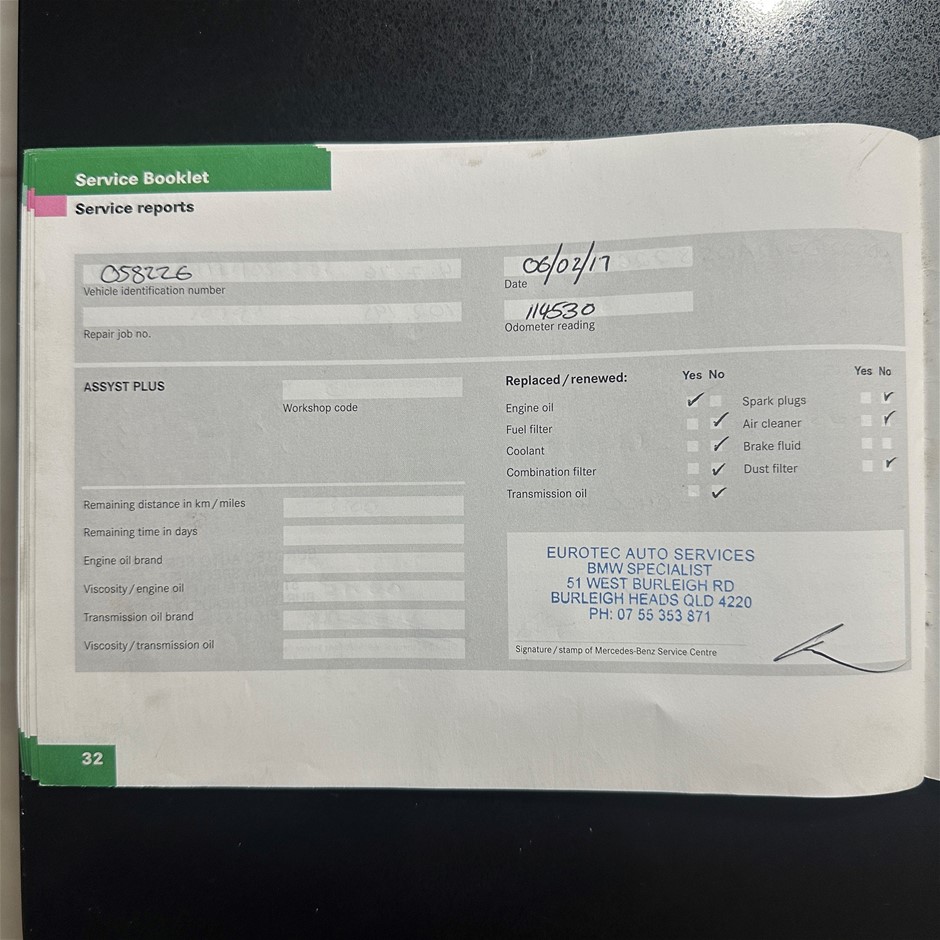 Service Booklet
Service reports
058226
Vehicle identification number
06/02/17
Date
Repair job no.
114530
Odometer reading
ASSYST PLUS
Workshop code
Replaced / renewed:
Yes No
Yes No
Engine oil
Spark plugs
Fuel filter
Air cleaner
Coolant
Brake fluid
Combination filter
Dust filter
Transmission oil
Remaining distance in km / miles
Remaining time in days
Engine oil brand
Viscosity / engine oil
Transmission oil brand
Viscosity / transmission oil
EUROTEC AUTO SERVICES
BMW SPECIALIST
51 WEST BURLEIGH RD
BURLEIGH HEADS QLD 4220
PH: 07 55 353 871
Signature / stamp of Mercedes-Benz Service Centre
32